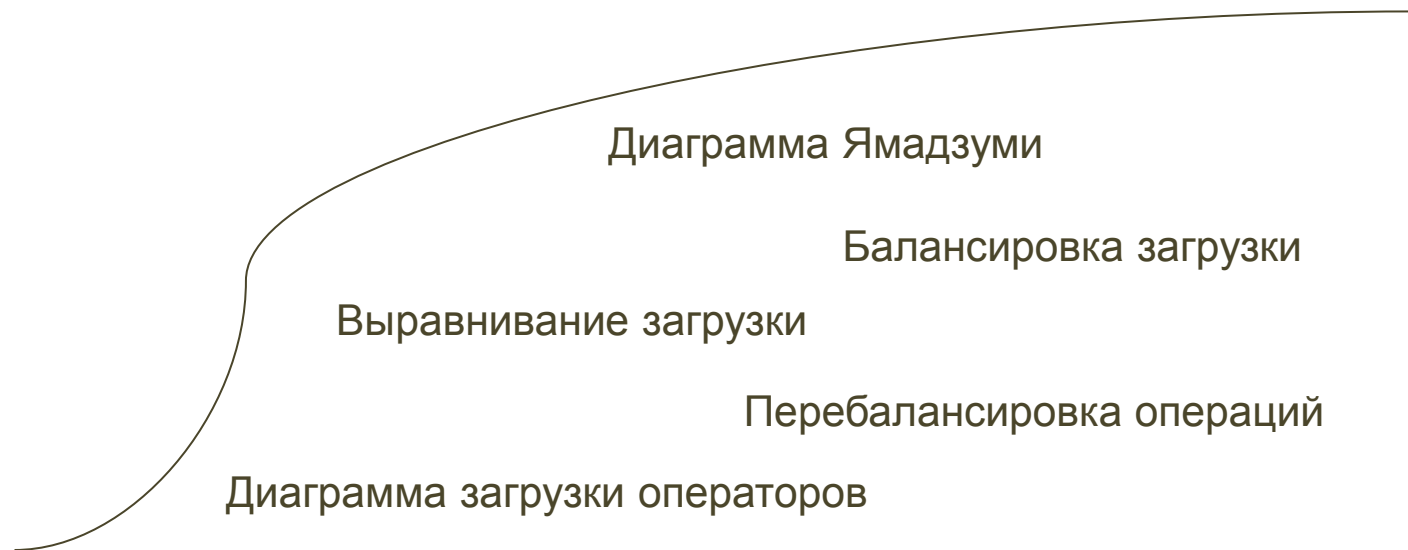 Диаграмма Ямадзуми
Балансировка загрузки
Выравнивание загрузки
Перебалансировка операций
Диаграмма загрузки операторов